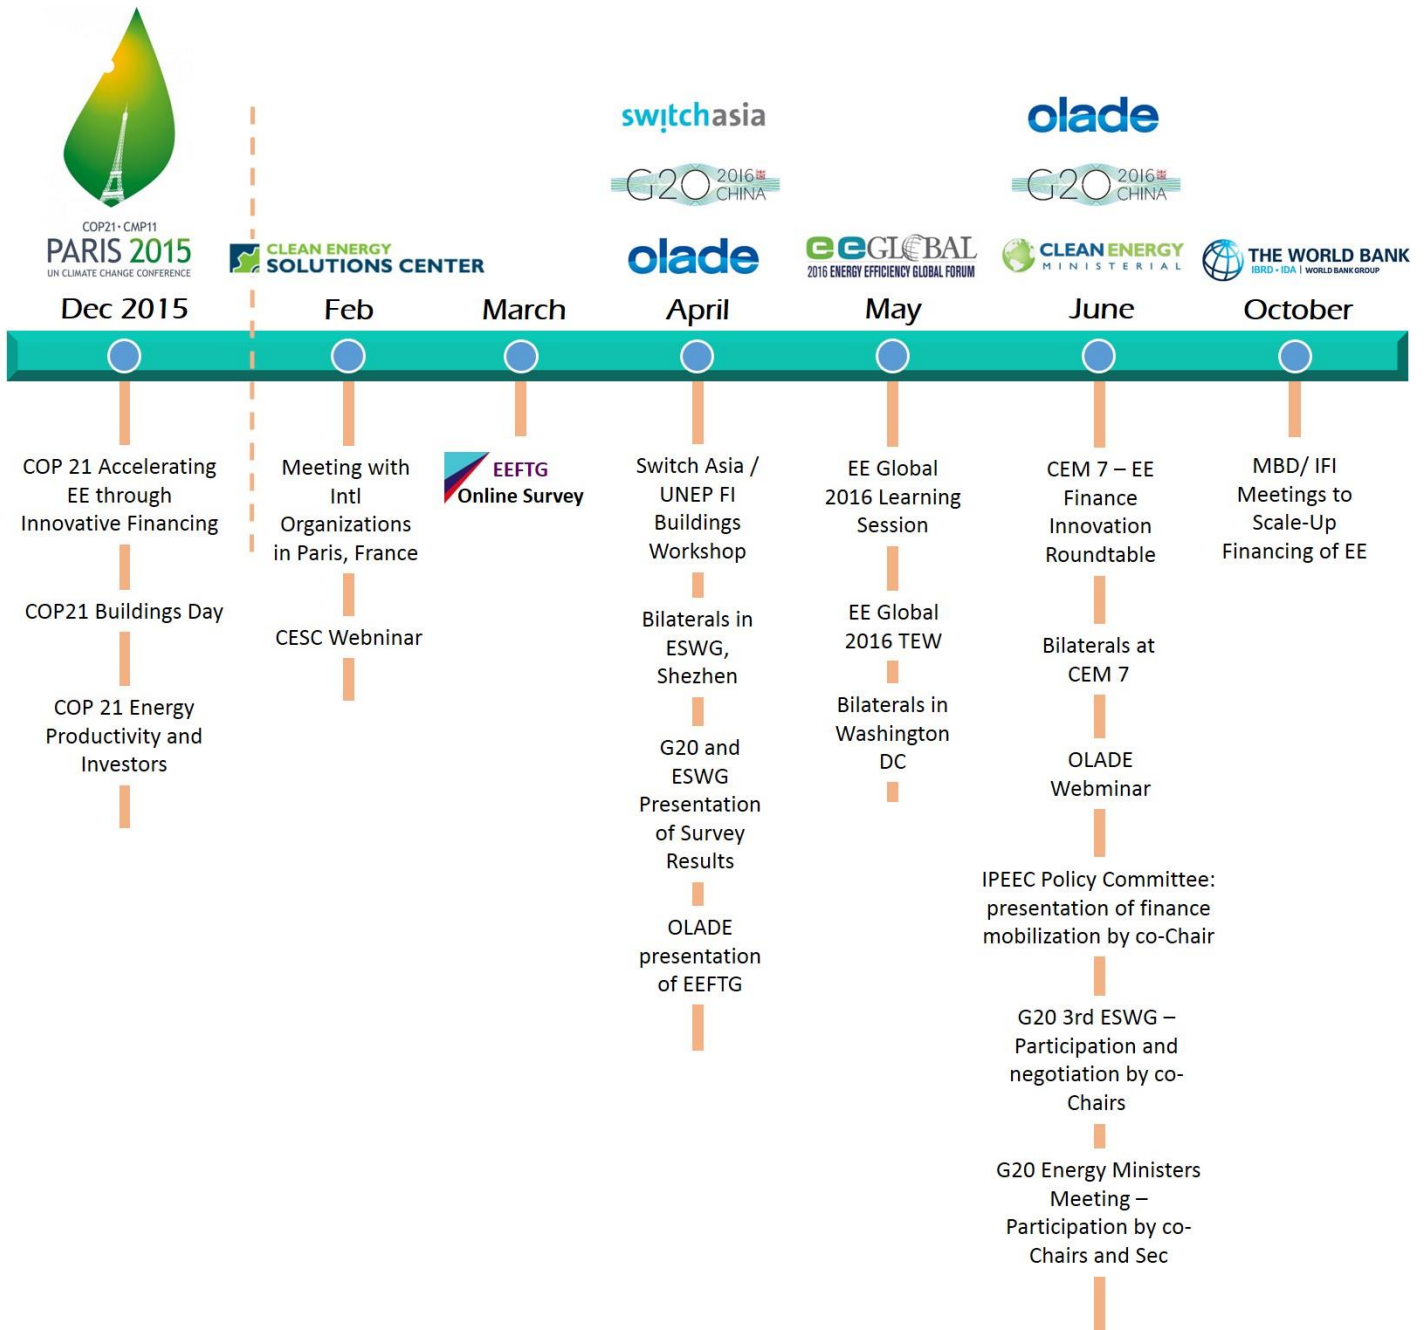 COP21 • CMP11
PARIS 2015
UN CLIMATE CHANGE CONFERENCE
Dec 2015
COP 21 Accelerating
EE through
Innovative Financing
COP21 Buildings Day
COP 21 Energy
Productivity and
Investors
CLEAN ENERGY
SOLUTIONS CENTER
Feb
Meeting with
Intl
Organizations
in Paris, France
CESC Webninar
March
EEFTG
Online Survey
switchasia
G20 2016
CHINA
olade
April
Switch Asia /
UNEP FI
Buildings
Workshop
Bilaterals in
ESWG,
Shezhen
G20 and
ESWG
Presentation
of Survey
Results
OLADE
presentation
of EEFTG
eeGLOBAL
2016 ENERGY EFFICIENCY GLOBAL FORUM
May
EE Global
2016 Learning
Session
EE Global
2016 TEW
Bilaterals in
Washington
DC
olade
G20 2016
CHINA
CLEAN ENERGY
MINISTERIAL
June
CEM 7 – EE
Finance
Innovation
Roundtable
Bilaterals at
CEM 7
OLADE
Webminar
IPEEC Policy Committee:
presentation of finance
mobilization by co-Chair
G20 3rd ESWG –
Participation and
negotiation by co-
Chairs
G20 Energy Ministers
Meeting –
Participation by co-
Chairs and Sec
THE WORLD BANK
IBRD • IDA | WORLD BANK GROUP
October
MBD/ IFI
Meetings to
Scale-Up
Financing of EE